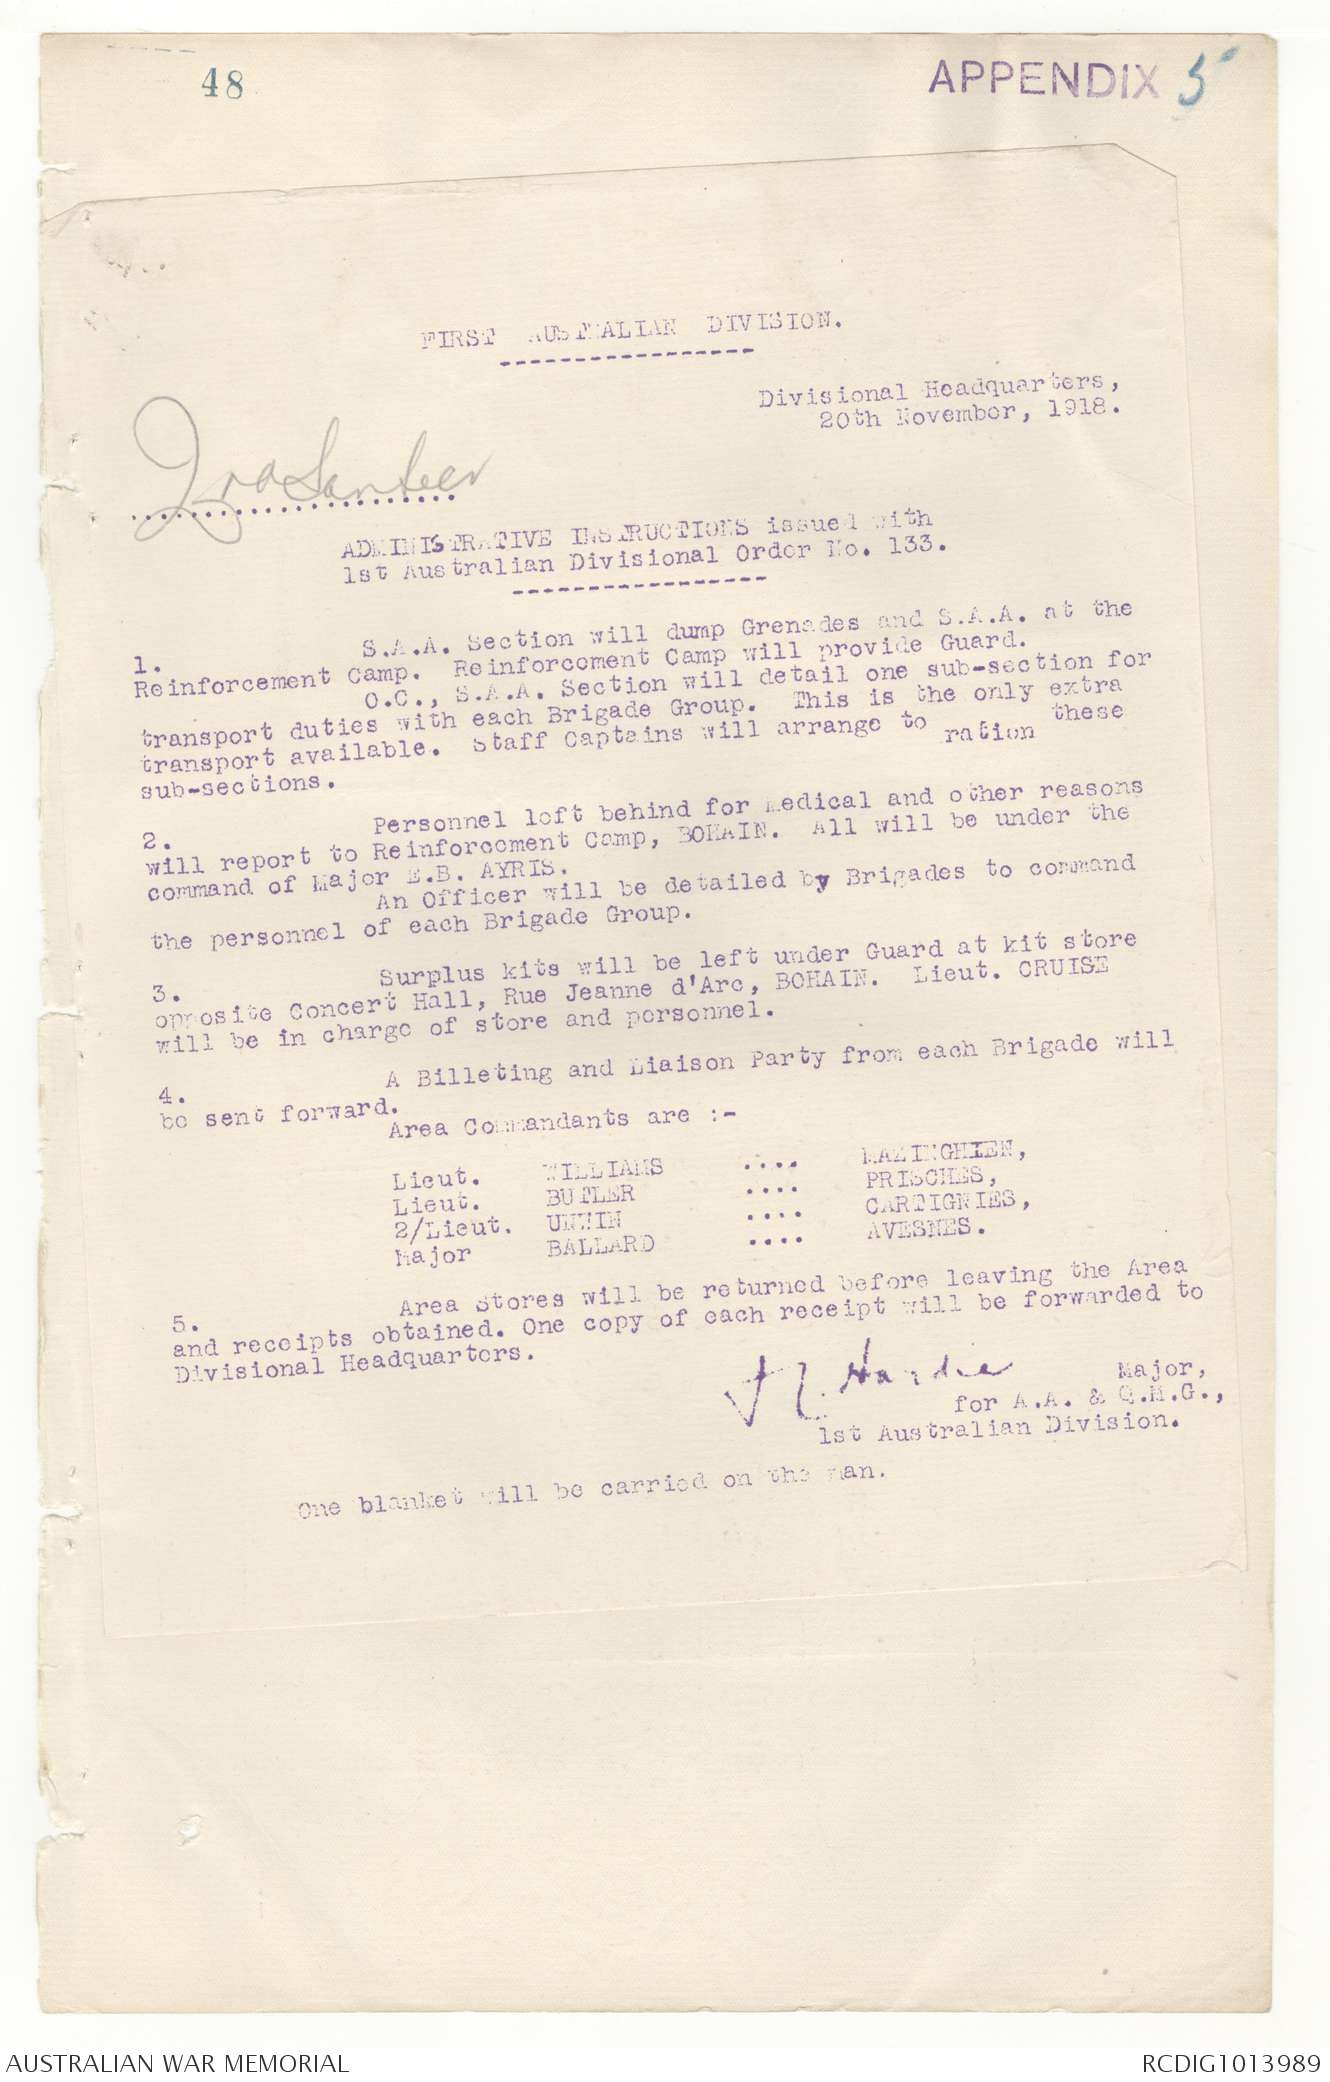 48
APPENDIX 5
FIRST AUSTRALIAN DIVISION.
Divisional Headquarters,
20th November, 1918.
ADMINISTRATIVE INSTRUCTIONS issued with
1st Australian Divisional Order No. 133.
1. S.A.A. Section will dump Grenades and S.A.A. at the
Reinforcement Camp. Reinforcement Camp will provide Guard.
O.C., S.A.A. Section will detail one sub-section for
transport duties with each Brigade Group. This is the only extra
transport available. Staff Captains will arrange to ration these
sub-sections.
2. Personnel left behind for Medical and other reasons
will report to Reinforcement Camp, BOHAIN. All will be under the
command of Major E.B. AYRIS.
An Officer will be detailed by Brigades to command
the personnel of each Brigade Group.
3. Surplus kits will be left under Guard at kit store
opposite Concert Hall, Rue Jeanne d'Arc, BOHAIN. Lieut. CRUISE
will be in charge of store and personnel.
4. A Billeting and Liaison Party from each Brigade will
be sent forward.
Area Commandants are :-
Lieut. WILLIAMS .... MAZINGHIEN,
Lieut. BUTLER .... PRISCHES,
2/Lieut. UNWIN .... CARTIGNIES,
Major BALLARD .... AVESNES.
5. Area Stores will be returned before leaving the Area
and receipts obtained. One copy of each receipt will be forwarded to
Divisional Headquarters.
Hardie Major,
for A.A. & Q.M.G.,
1st Australian Division.
One blanket will be carried on the man.
AUSTRALIAN WAR MEMORIAL
RCDIG1013989